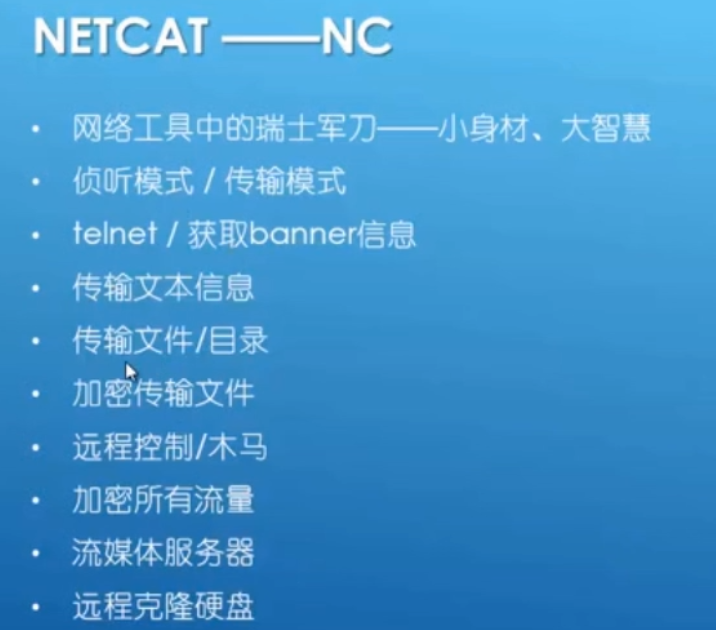 NETCAT ——NC
• 网络工具中的瑞士军刀——小身材、大智慧
• 侦听模式 / 传输模式
• telnet / 获取banner信息
• 传输文本信息
• 传输文件/目录
• 加密传输文件
• 远程控制/木马
• 加密所有流量
• 流媒体服务器
• 远程克隆硬盘